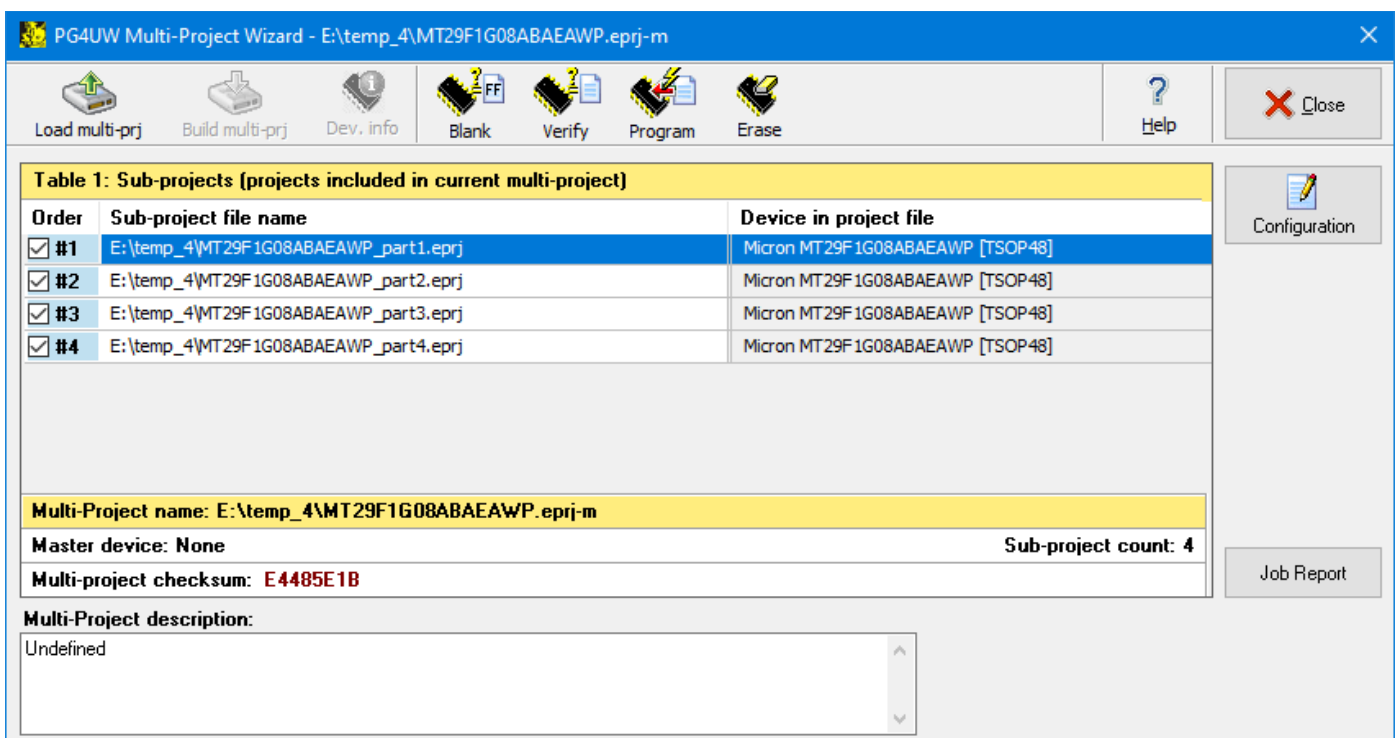 PG4UW Multi-Project Wizard - E:\temp_4\MT29F1G08ABAEAWP.eprj-m
Load multi-prj Build multi-prj Dev. info Blank Verify Program Erase Help Close
FF
Table 1: Sub-projects (projects included in current multi-project)
Configuration
Order Sub-project file name Device in project file
#1 E:\temp_4\MT29F1G08ABAEAWP_part1.eprj Micron MT29F1G08ABAEAWP [TSOP48]
#2 E:\temp_4\MT29F1G08ABAEAWP_part2.eprj Micron MT29F1G08ABAEAWP [TSOP48]
#3 E:\temp_4\MT29F1G08ABAEAWP_part3.eprj Micron MT29F1G08ABAEAWP [TSOP48]
#4 E:\temp_4\MT29F1G08ABAEAWP_part4.eprj Micron MT29F1G08ABAEAWP [TSOP48]
Multi-Project name: E:\temp_4\MT29F1G08ABAEAWP.eprj-m
Master device: None Sub-project count: 4
Multi-project checksum: E4485E1B
Job Report
Multi-Project description:
Undefined